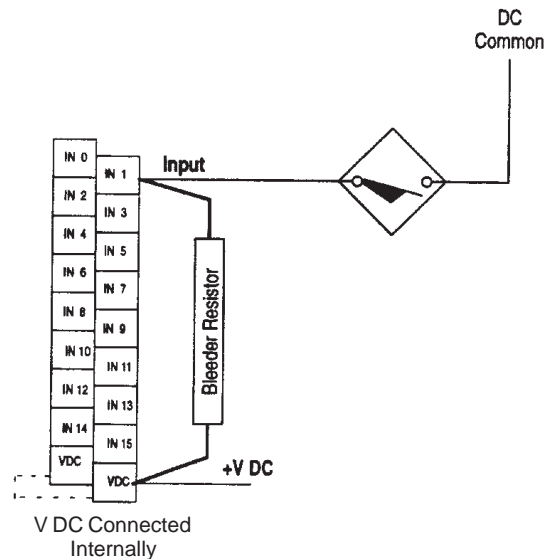 DC
Common
Input
IN 0
IN 1
IN 2
IN 3
IN 4
IN 5
IN 6
IN 7
IN 8
IN 9
IN 10
IN 11
IN 12
IN 13
IN 14
IN 15
VDC
VDC
Bleeder Resistor
+V DC
V DC Connected
Internally